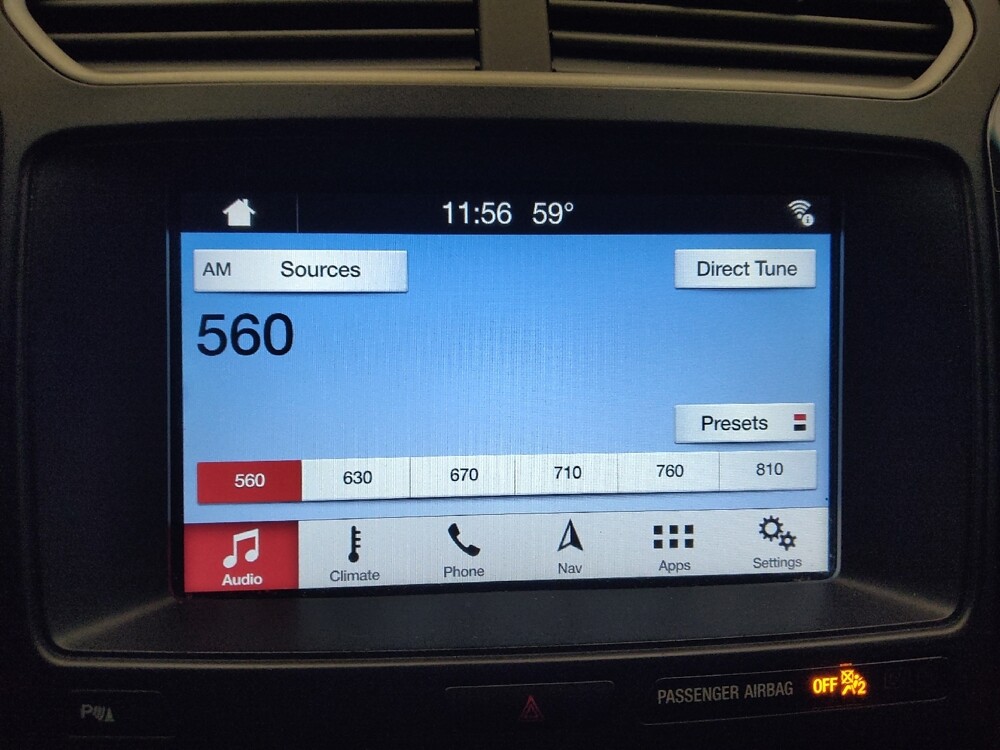 11:56 59°
AM Sources Direct Tune
560
Presets
560 630 670 710 760 810
Audio Climate Phone Nav Apps Settings
PASSENGER AIRBAG OFF 2
P